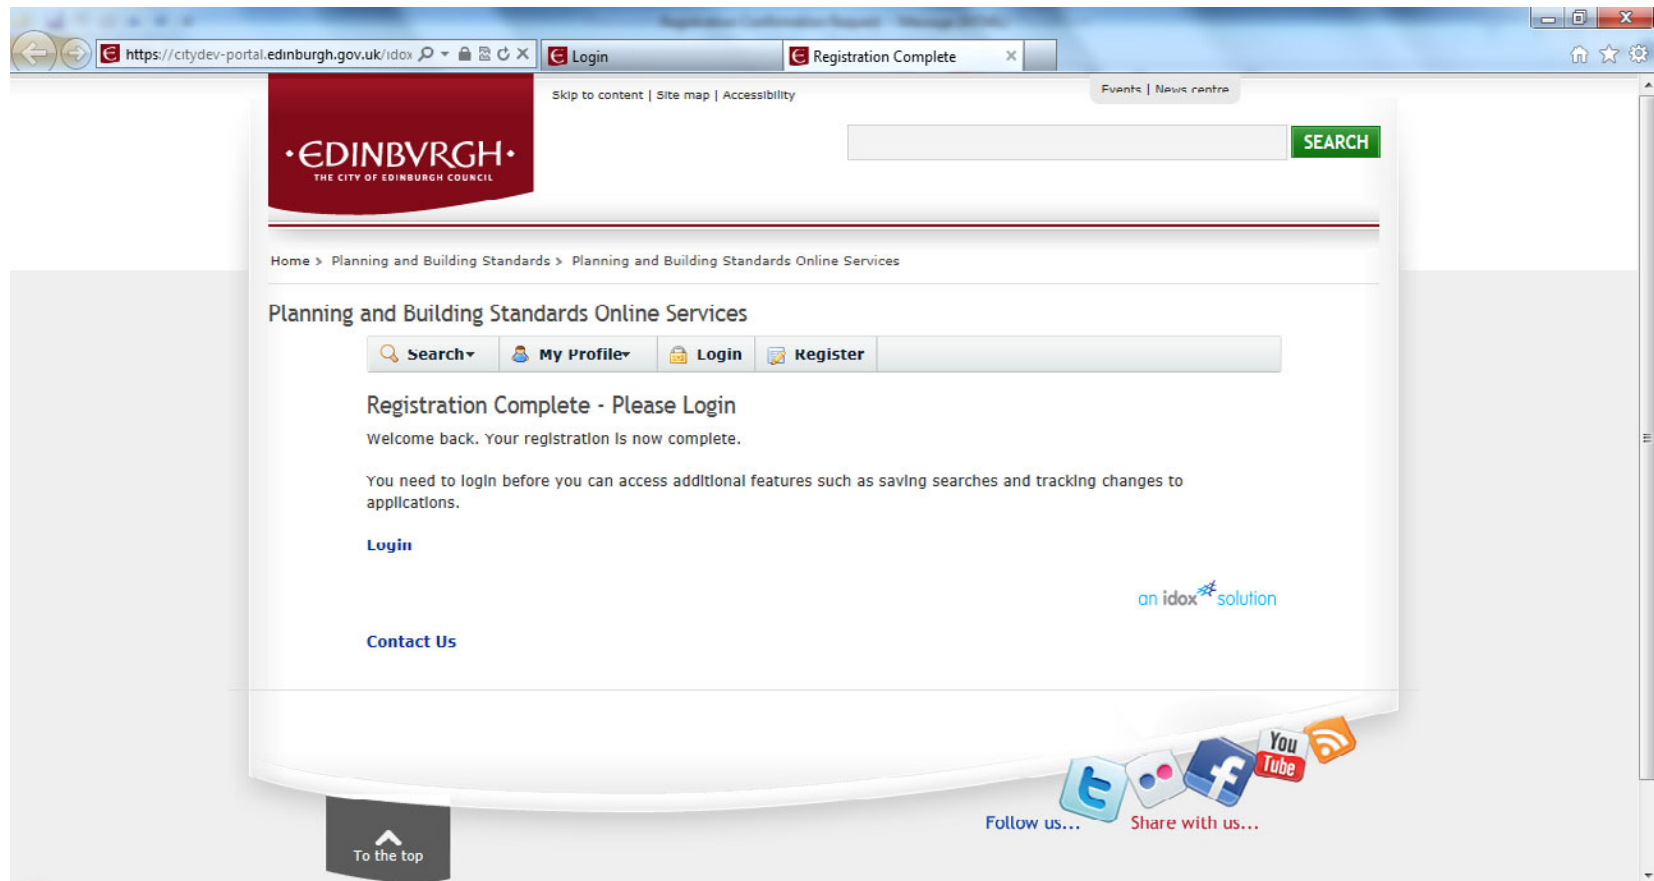 https://citydev-portal.edinburgh.gov.uk/idox
Login
Registration Complete
Skip to content | Site map | Accessibility
Events | News centre
• EDINBVRGH •
THE CITY OF EDINBURGH COUNCIL
SEARCH
Home > Planning and Building Standards > Planning and Building Standards Online Services
Planning and Building Standards Online Services
Search My Profile Login Register
Registration Complete - Please Login
Welcome back. Your registration is now complete.
You need to login before you can access additional features such as saving searches and tracking changes to
applications.
Login
an idox solution
Contact Us
You
Tube
Follow us...
Share with us...
To the top